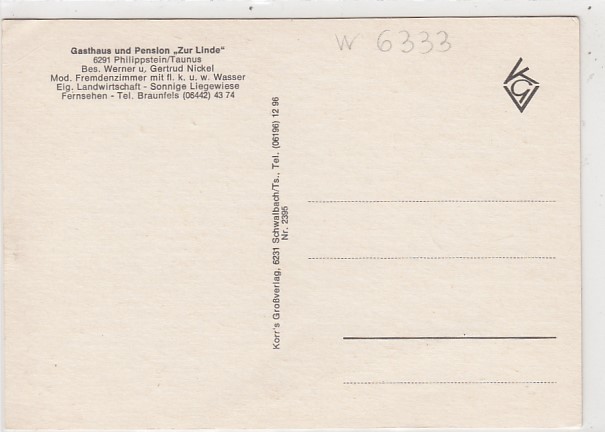 Gasthaus und Pension „Zur Linde"
6291 Philippstein/Taunus
Bes. Werner u, Gertrud Nickel
Mod. Fremdenzimmer mit fl. k. u. w. Wasser
Eig. Landwirtschaft - Sonnige Liegewiese
Fernsehen - Tel. Braunfels (06442) 43 74
W 6333
KGV
Korr's Großverlag, 6231 Schwalbach/Ts., Tel. (06196) 12 96
Nr. 2395